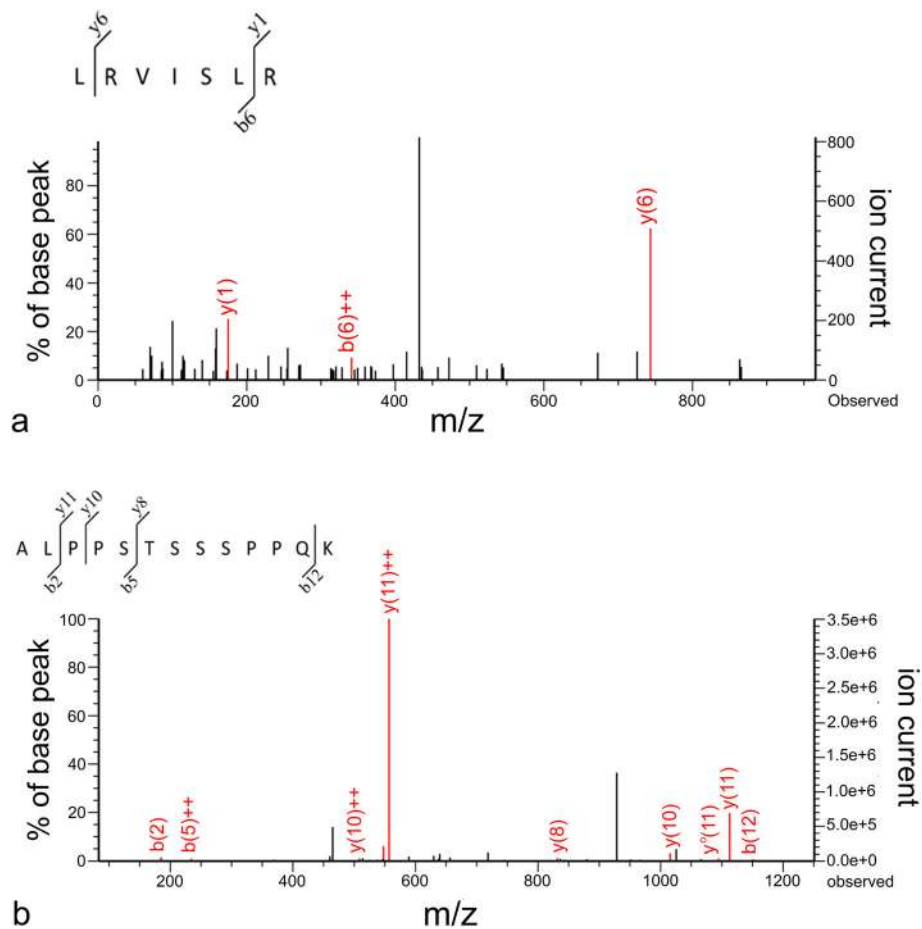 y6 y1
L R V I S L R
b6
% of base peak
80
60
40
20
0
y(1)
b(6)++
y(6)
800
600
400
200
0
ion current
0 200 400 600 800 Observed
a m/z
y11 y10 y8
A L P P S T S S S P P Q K
b2 b5 b12
% of base peak
100
80
60
40
20
0
b(2)
b(5)++
y(10)++
y(11)++
y(8)
y(10)
y°(11)
y(11)
b(12)
3.5e+6
3.0e+6
2.5e+6
2.0e+6
1.5e+6
1.0e+6
5.0e+5
0.0e+0
ion current
200 400 600 800 1000 1200 observed
b m/z